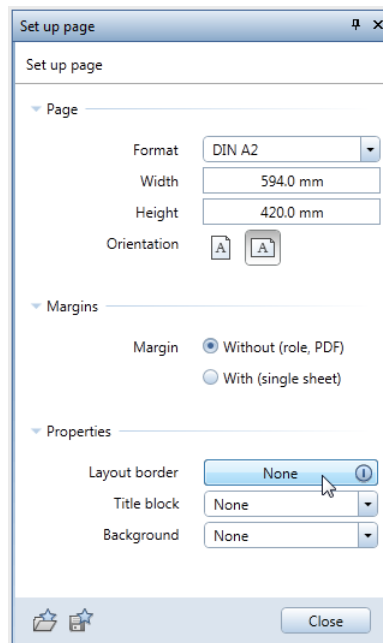 Set up page
Set up page
Page
Format DIN A2
Width 594.0 mm
Height 420.0 mm
Orientation A A
Margins
Margin Without (role, PDF)
With (single sheet)
Properties
Layout border None
Title block None
Background None
Close